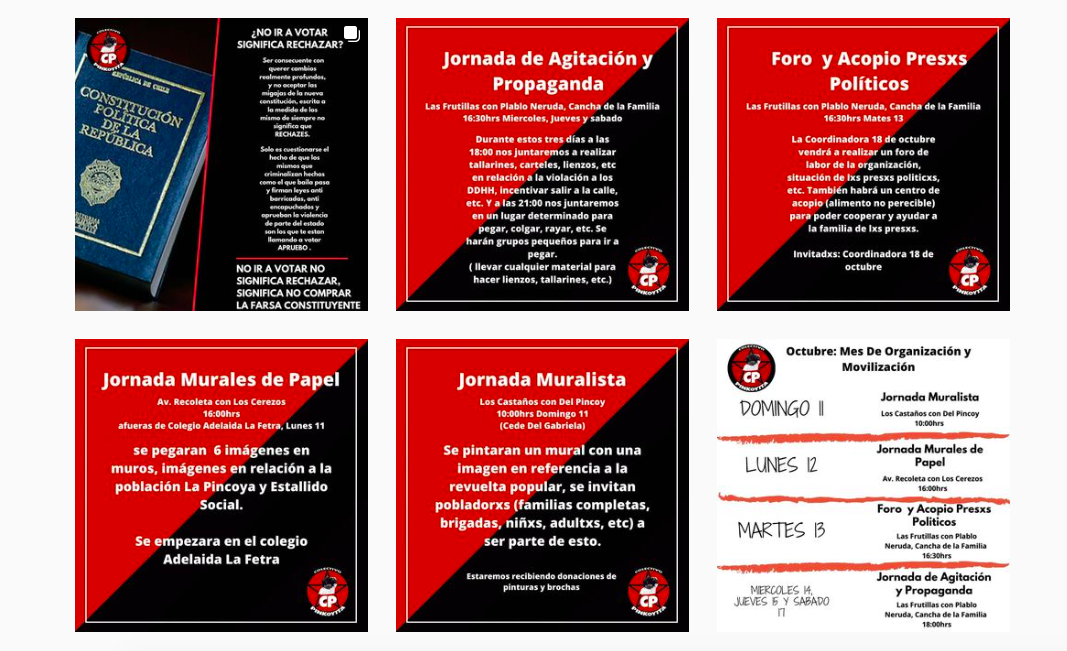 ¿NO IR A VOTAR
SIGNIFICA RECHAZAR?
Ser consecuente con
querer cambios
realmente profundos,
y no aceptar las
migajas de la nueva
constitución, escrita a
la medida de los
mismo de siempre no
significa que
RECHAZES.
Solo es cuestionarse el
hecho de que los
mismos que
criminalizan hechos
como el que baila pasa
y firman leyes anti
barricadas, anti
encapuchados y
aprueban la violencia
de parte del estado
son los que te estan
llamando a votar
APRUEBO .
NO IR A VOTAR NO
SIGNIFICA RECHAZAR,
SIGNIFICA NO COMPRAR
LA FARSA CONSTITUYENTE
CP
PINKOYITA
REPÚBLICA DE CHILE
CONSTITUCIÓN
POLÍTICA
DE LA
REPÚBLICA
Jornada de Agitación y
Propaganda
Las Frutillas con Plablo Neruda, Cancha de la Familia
16:30hrs Miercoles, Jueves y sabado
Durante estos tres días a las
18:00 nos juntaremos a realizar
tallarines, carteles, lienzos, etc
en relación a la violación a los
DDHH, incentivar salir a la calle,
etc. Y a las 21:00 nos juntaremos
en un lugar determinado para
pegar, colgar, rayar, etc. Se
harán grupos pequeños para ir a
pegar.
( llevar cualquier material para
hacer lienzos, tallarines, etc.)
COLECTIVO
CP
PINKOYITA
Foro y Acopio Presxs
Políticos
Las Frutillas con Plablo Neruda, Cancha de la Familia
16:30hrs Mates 13
La Coordinadora 18 de octubre
vendrá a realizar un foro de
labor de la organización,
situación de lxs presxs politicxs,
etc. También habrá un centro de
acopio (alimento no perecible)
para poder cooperar y ayudar a
la familia de lxs presxs.
Invitadxs: Coordinadora 18 de
octubre
COLECTIVO
CP
PINKOYITA
Jornada Murales de Papel
Av. Recoleta con Los Cerezos
16:00hrs
afueras de Colegio Adelaida La Fetra, Lunes 11
se pegaran 6 imágenes en
muros, imágenes en relación a la
población La Pincoya y Estallido
Social.
Se empezara en el colegio
Adelaida La Fetra
COLECTIVO
CP
PINKOYITA
Jornada Muralista
Los Castaños con Del Pincoy
10:00hrs Domingo 11
(Cede Del Gabriela)
Se pintaran un mural con una
imagen en referencia a la
revuelta popular, se invitan
pobladorxs (familias completas,
brigadas, niñxs, adultxs, etc) a
ser parte de esto.
Estaremos recibiendo donaciones de
pinturas y brochas
COLECTIVO
CP
PINKOYITA
COLECTIVO
CP
PINKOYITA
Octubre: Mes De Organización y
Movilización
DOMINGO 11
Jornada Muralista
Los Castaños con Del Pincoy
10:00hrs
LUNES 12
Jornada Murales de
Papel
Av. Recoleta con Los Cerezos
16:00hrs
MARTES 13
Foro y Acopio Presxs
Politicos
Las Frutillas con Plablo
Neruda, Cancha de la Familia
16:30hrs
MIERCOLES 14,
JUEVES 15 Y SABADO
17
Jornada de Agitación
y Propaganda
Las Frutillas con Plablo
Neruda, Cancha de la Familia
18:00hrs